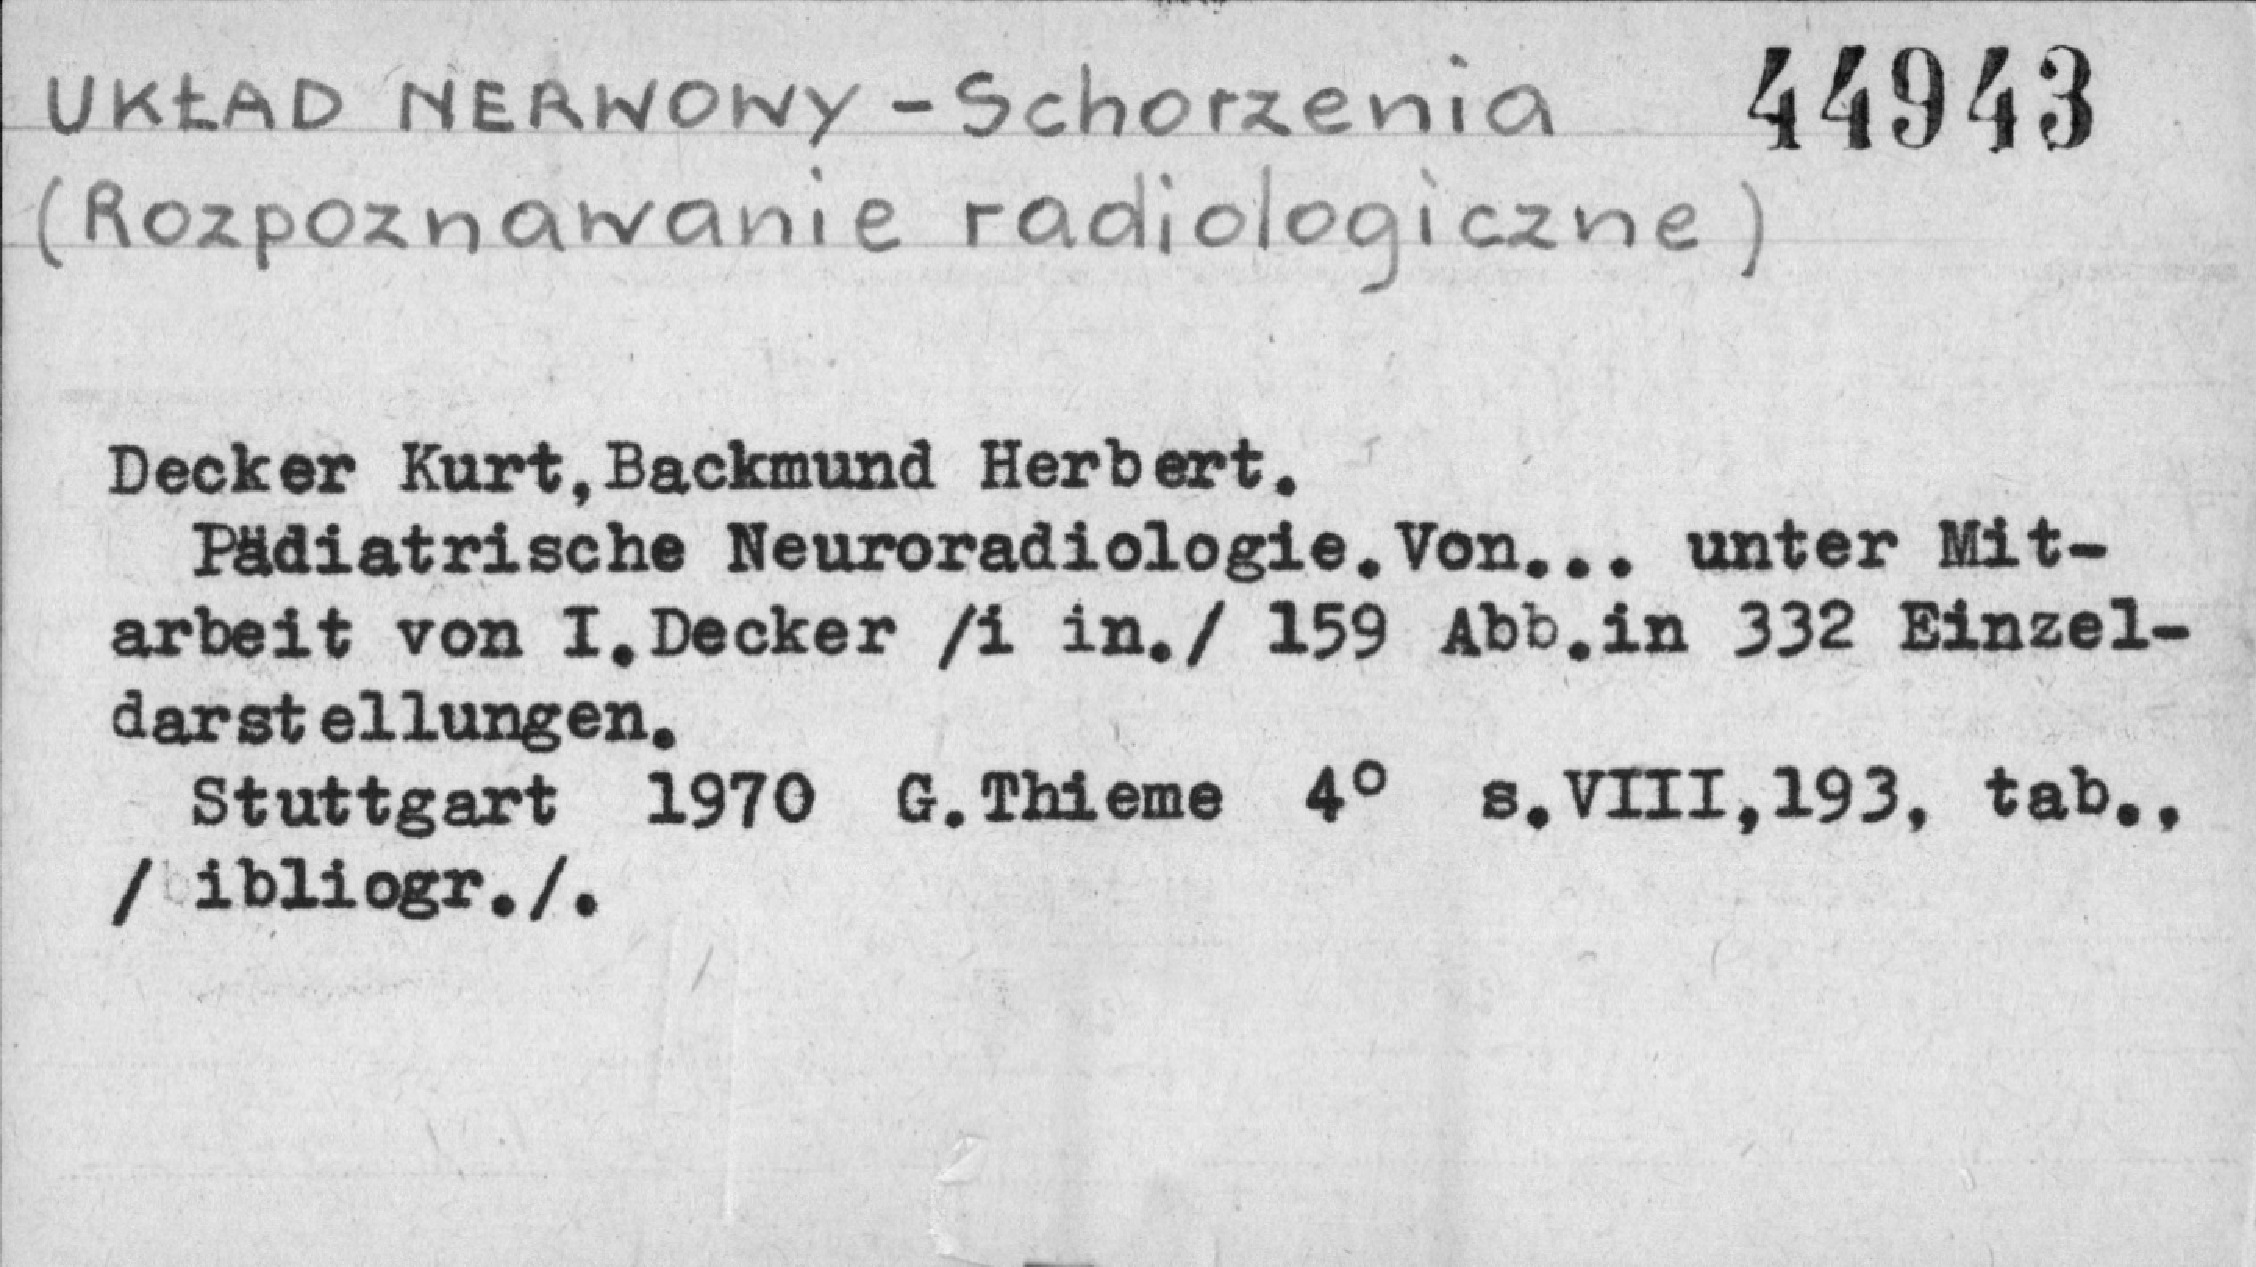 UKŁAD NERWOWY - Schorzenia 44943
(Rozpoznawanie radiologiczne)
Decker Kurt,Backmund Herbert.
Pädiatrische Neuroradiologie.Von... unter Mit-
arbeit von I.Decker /i in./ 159 Abb.in 332 Einzel-
darstellungen.
Stuttgart 1970 G.Thieme 4° s.VIII,193, tab.,
/bibliogr./.